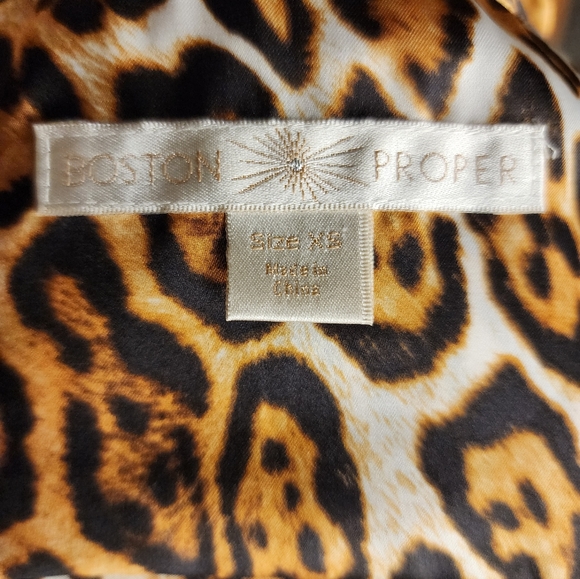 BOSTON PROPER
SIZE XS
Made in
China